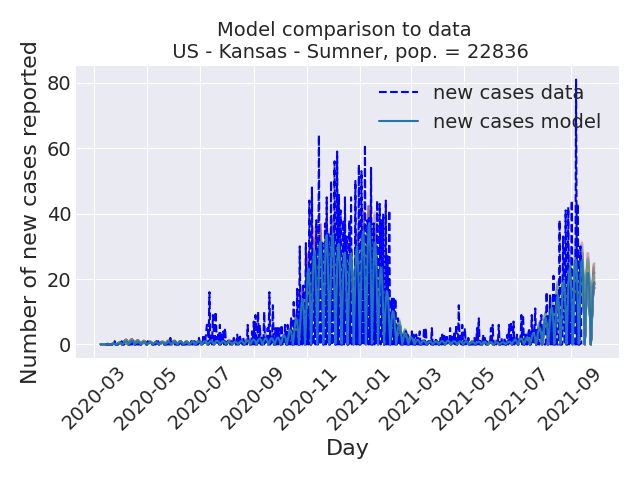 Model comparison to data
US - Kansas - Sumner, pop. = 22836
Number of new cases reported
80
60
40
20
0
new cases data
new cases model
2020-03
2020-05
2020-07
2020-09
2020-11
2021-01
2021-03
2021-05
2021-07
2021-09
Day